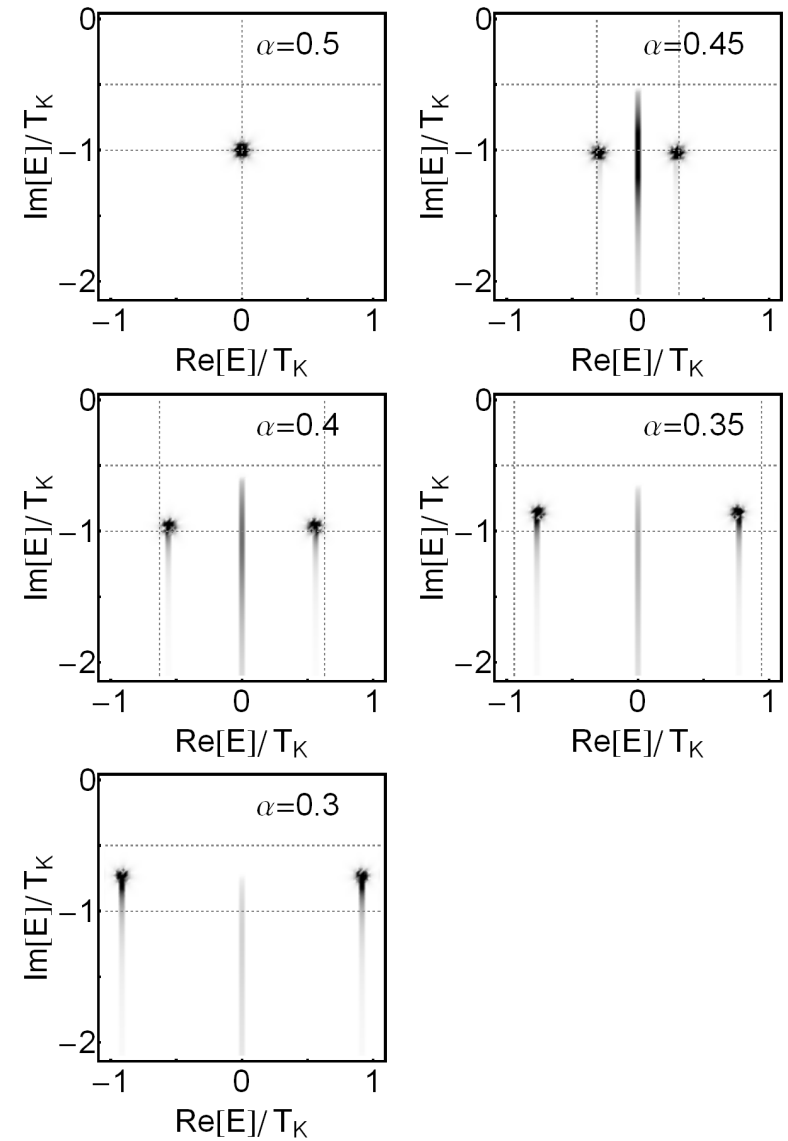 α=0.5
0
−1
−2
Im[E]/ T_K
−1 0 1
Re[E]/ T_K
α=0.45
0
−1
−2
Im[E]/ T_K
−1 0 1
Re[E]/ T_K
α=0.4
0
−1
−2
Im[E]/ T_K
−1 0 1
Re[E]/ T_K
α=0.35
0
−1
−2
Im[E]/ T_K
−1 0 1
Re[E]/ T_K
α=0.3
0
−1
−2
Im[E]/ T_K
−1 0 1
Re[E]/ T_K